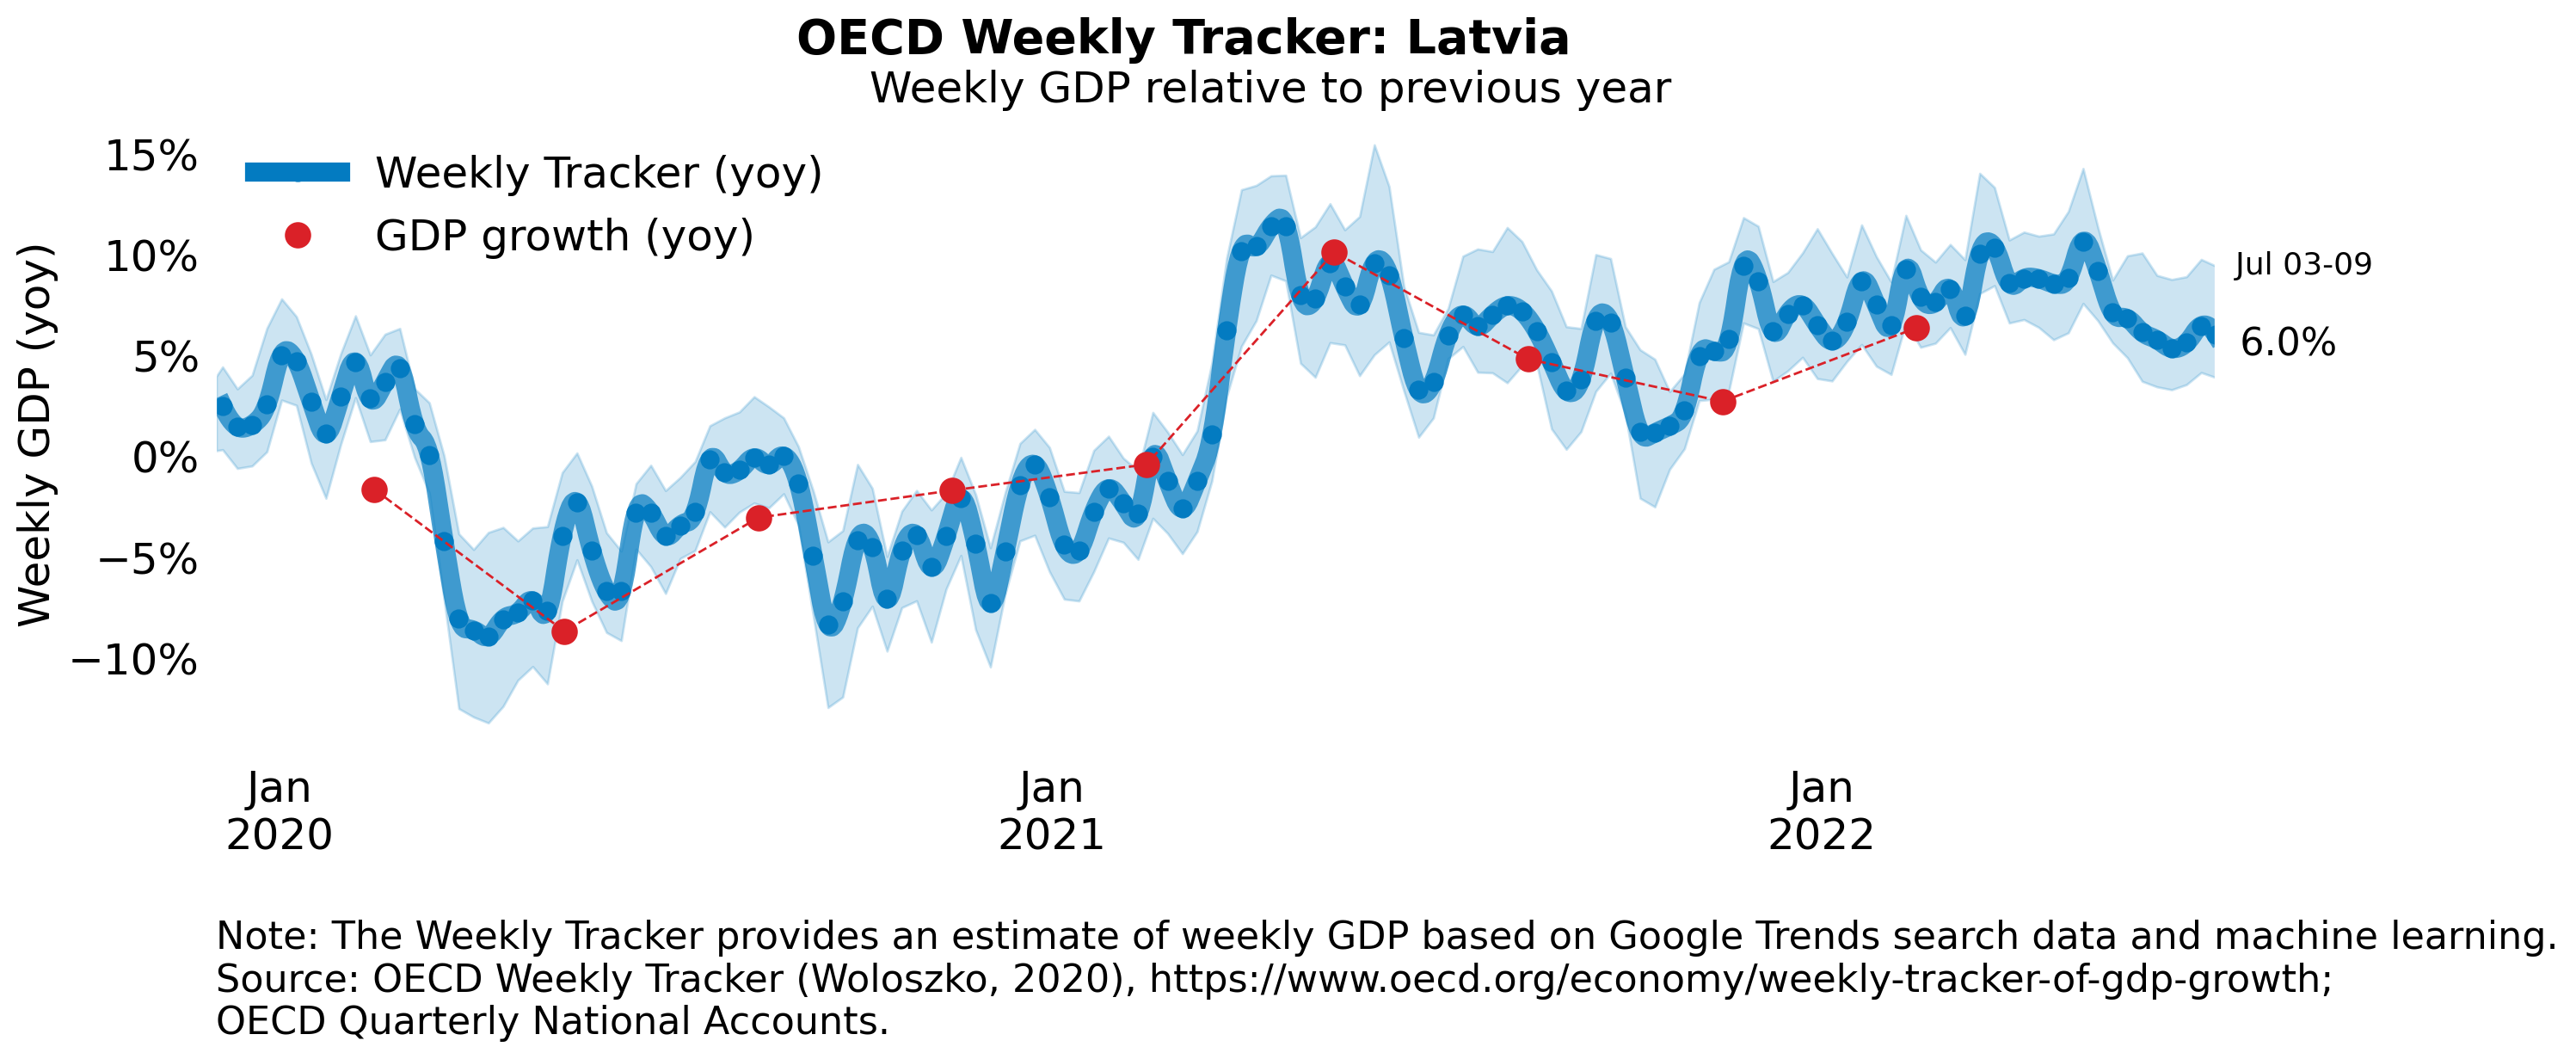 OECD Weekly Tracker: Latvia
Weekly GDP relative to previous year
Weekly GDP (yoy)
15%
10%
5%
0%
−5%
−10%
Weekly Tracker (yoy)
GDP growth (yoy)
Jul 03-09
6.0%
Jan
2020
Jan
2021
Jan
2022
Note: The Weekly Tracker provides an estimate of weekly GDP based on Google Trends search data and machine learning.
Source: OECD Weekly Tracker (Woloszko, 2020), https://www.oecd.org/economy/weekly-tracker-of-gdp-growth;
OECD Quarterly National Accounts.